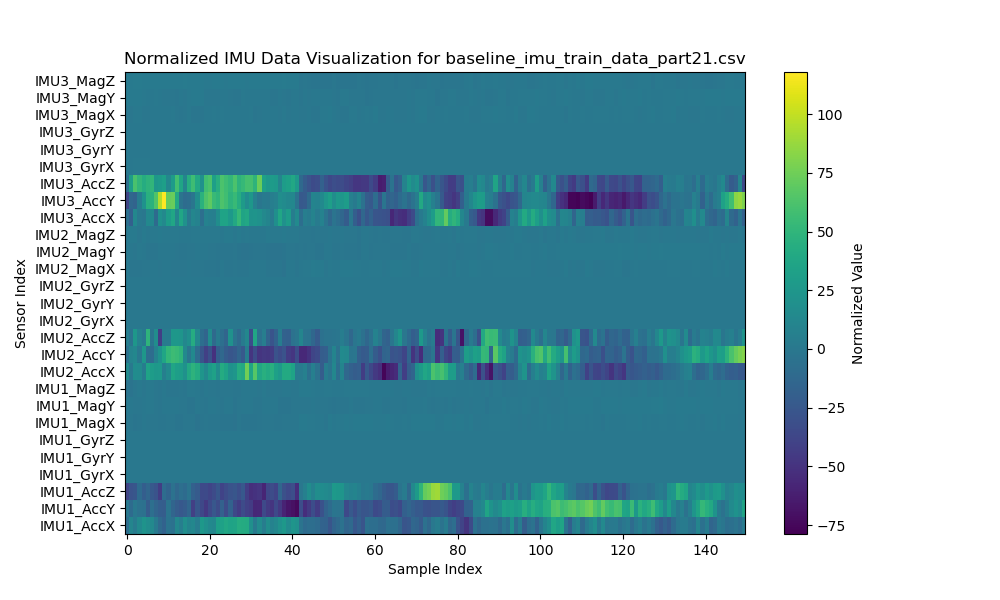 Normalized IMU Data Visualization for baseline_imu_train_data_part21.csv
IMU3_MagZ
IMU3_MagY
IMU3_MagX
IMU3_GyrZ
IMU3_GyrY
IMU3_GyrX
IMU3_AccZ
IMU3_AccY
IMU3_AccX
IMU2_MagZ
IMU2_MagY
IMU2_MagX
IMU2_GyrZ
IMU2_GyrY
IMU2_GyrX
IMU2_AccZ
IMU2_AccY
IMU2_AccX
IMU1_MagZ
IMU1_MagY
IMU1_MagX
IMU1_GyrZ
IMU1_GyrY
IMU1_GyrX
IMU1_AccZ
IMU1_AccY
IMU1_AccX
Sensor Index
0 20 40 60 80 100 120 140
Sample Index
100
75
50
25
0
−25
−50
−75
Normalized Value